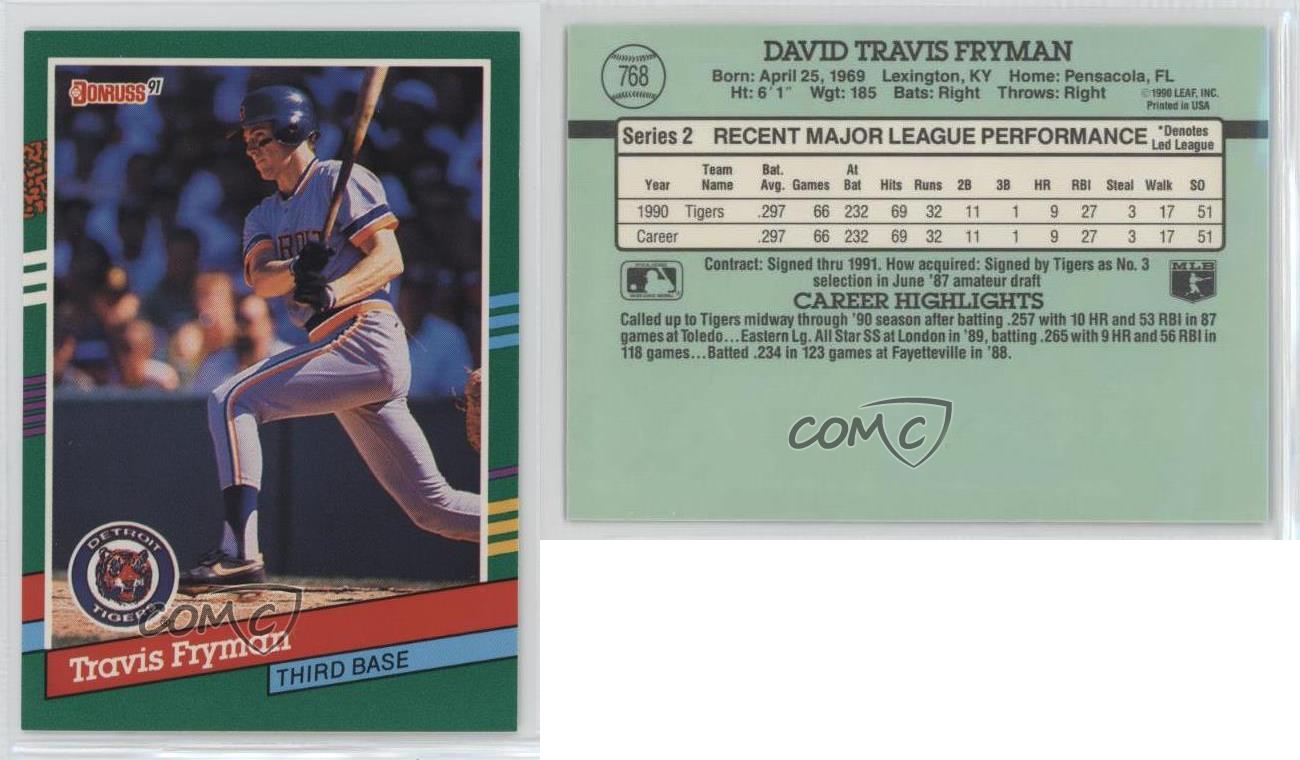 DONRUSS 91
ROIT
DETROIT
TIGERS
COMC
Travis Fryman
THIRD BASE
768
DAVID TRAVIS FRYMAN
Born: April 25, 1969 Lexington, KY Home: Pensacola, FL
Ht: 6'1" Wgt: 185 Bats: Right Throws: Right
©1990 LEAF, INC.
Printed in USA
Series 2 RECENT MAJOR LEAGUE PERFORMANCE *Denotes Led League
Year Team Name Bat. Avg. Games At Bat Hits Runs 2B 3B HR RBI Steal Walk SO
1990 Tigers .297 66 232 69 32 11 1 9 27 3 17 51
Career .297 66 232 69 32 11 1 9 27 3 17 51
Contract: Signed thru 1991. How acquired: Signed by Tigers as No. 3
selection in June '87 amateur draft
MLB
CAREER HIGHLIGHTS
Called up to Tigers midway through '90 season after batting .257 with 10 HR and 53 RBI in 87
games at Toledo...Eastern Lg. All Star SS at London in '89, batting .265 with 9 HR and 56 RBI in
118 games...Batted .234 in 123 games at Fayetteville in '88.
COMC